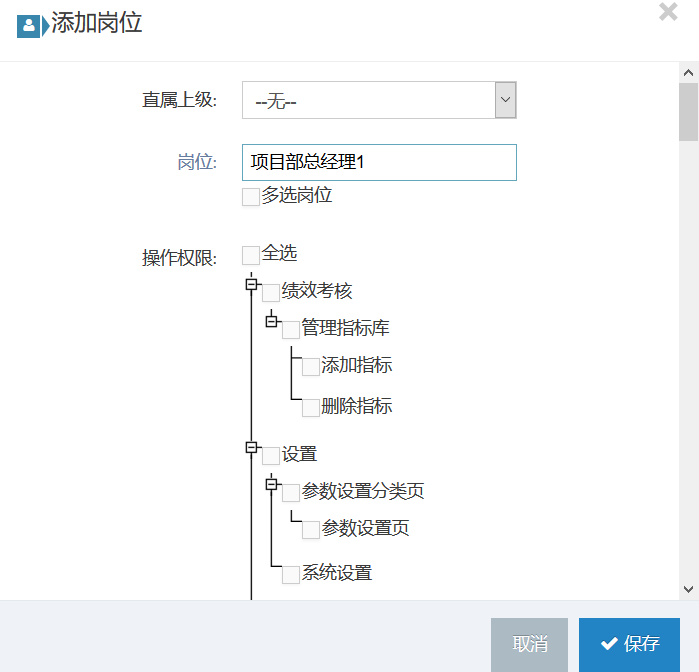 添加岗位
直属上级: --无--
岗位: 项目部总经理1
多选岗位
操作权限: 全选
绩效考核
管理指标库
添加指标
删除指标
设置
参数设置分类页
参数设置页
系统设置
取消 保存